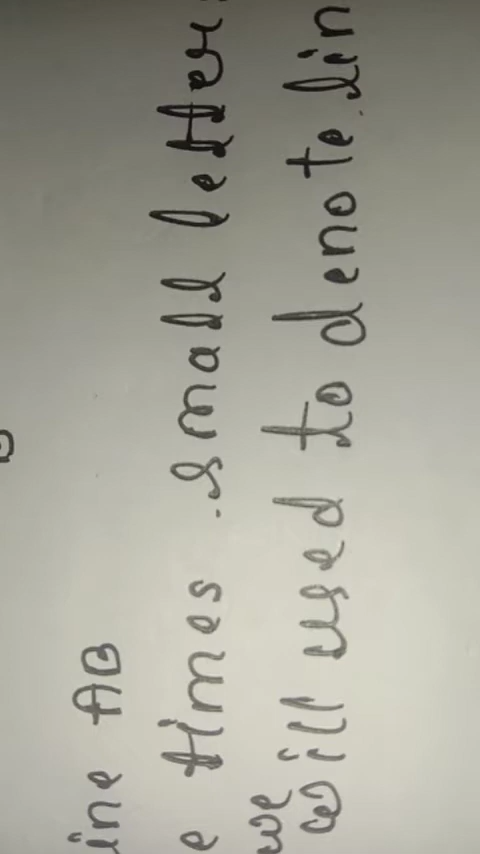 ine AB
e times small letter
we
will used to denote lin